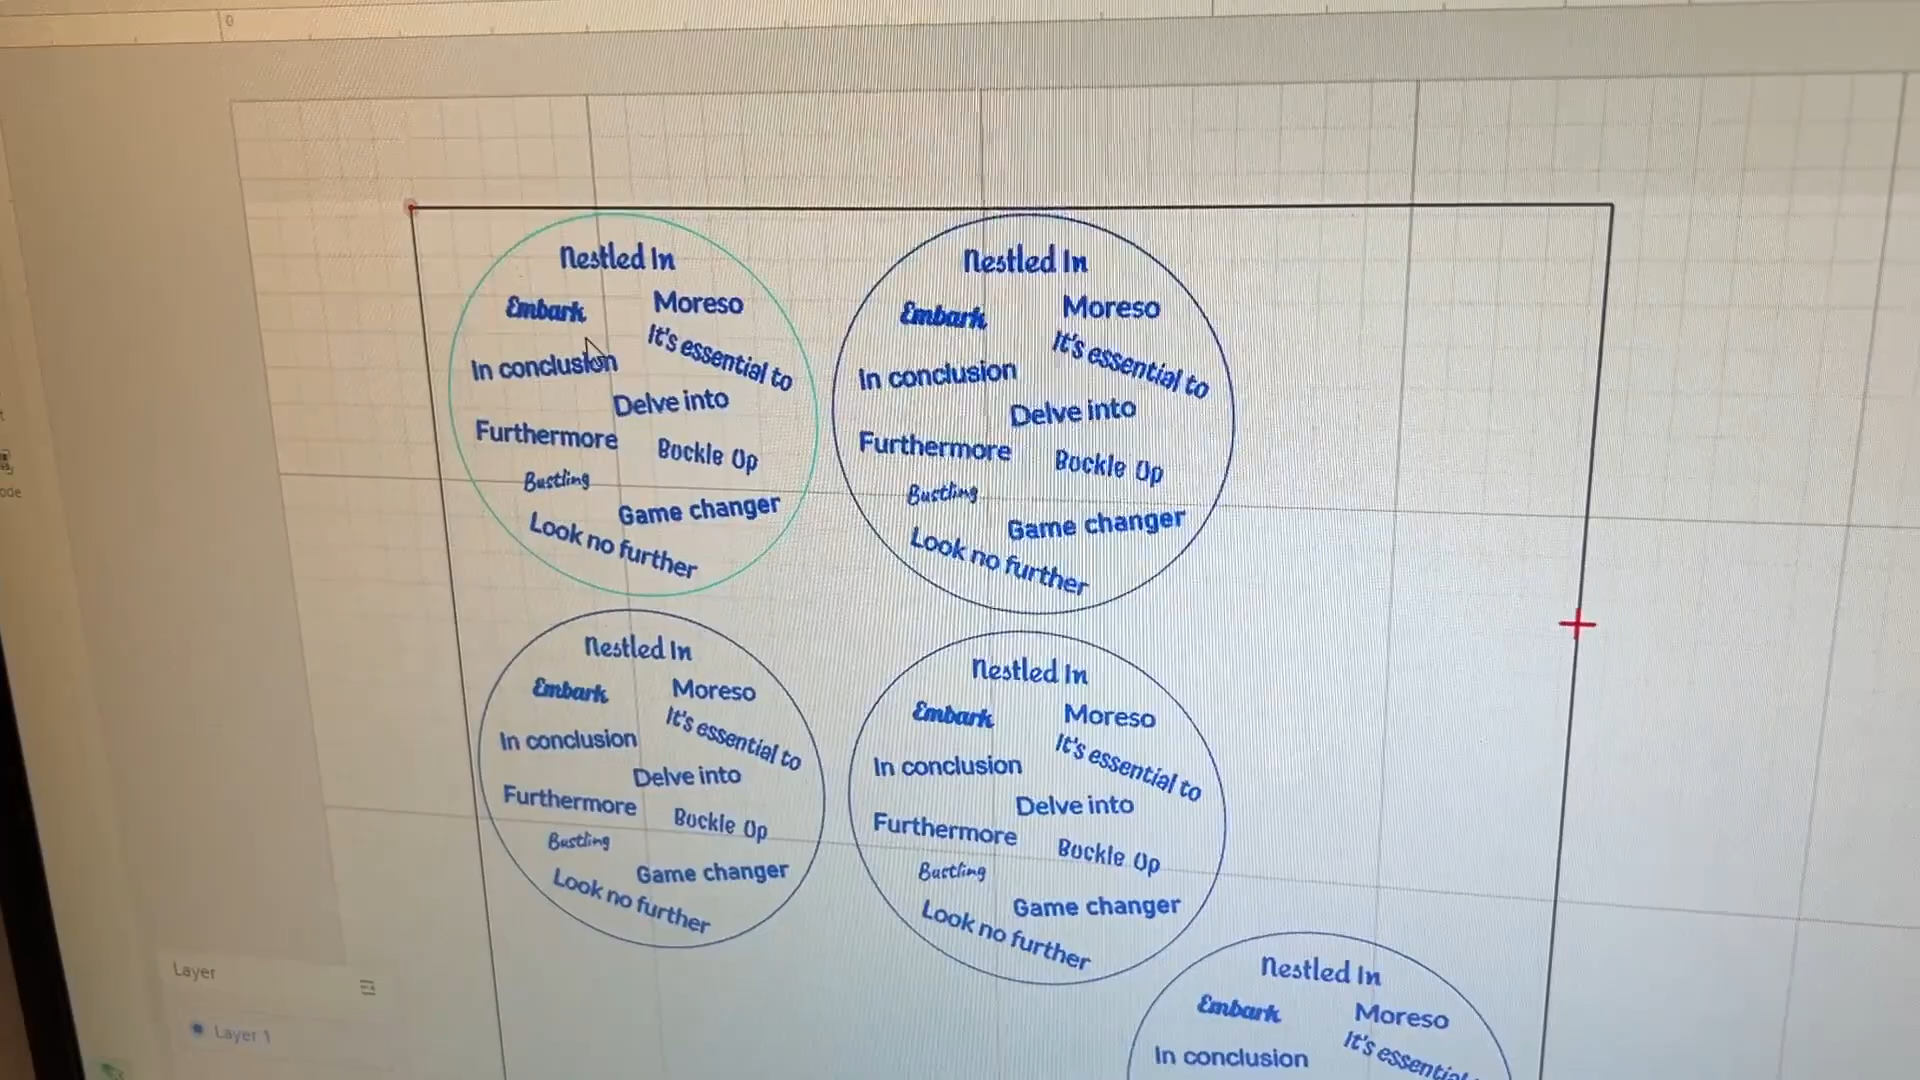 0
Nestled In
Embark
Moreso
It's essential to
In conclusion
Delve into
Furthermore
Buckle Up
Bustling
Game changer
Look no further
Nestled In
Embark
Moreso
It's essential to
In conclusion
Delve into
Furthermore
Buckle Up
Bustling
Game changer
Look no further
Nestled In
Embark
Moreso
It's essential to
In conclusion
Delve into
Furthermore
Buckle Up
Bustling
Game changer
Look no further
Nestled In
Embark
Moreso
It's essential to
In conclusion
Delve into
Furthermore
Buckle Up
Bustling
Game changer
Look no further
Nestled In
Embark
Moreso
It's essential
In conclusion
Layer
Layer 1